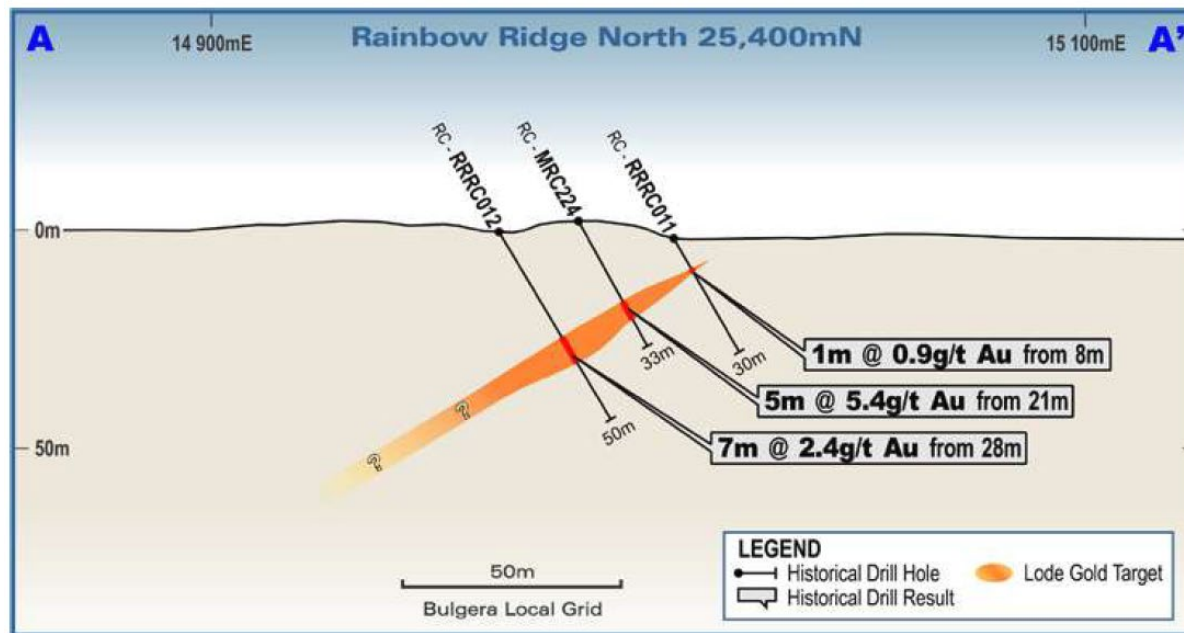 A
14 900mE
Rainbow Ridge North 25,400mN
15 100mE
A'
RC - RRRC012
RC - MRC224
RC - RRRC011
0m
33m
30m
1m @ 0.9g/t Au from 8m
5m @ 5.4g/t Au from 21m
?
50m
50m
7m @ 2.4g/t Au from 28m
?
LEGEND
Historical Drill Hole
Lode Gold Target
Historical Drill Result
50m
Bulgera Local Grid